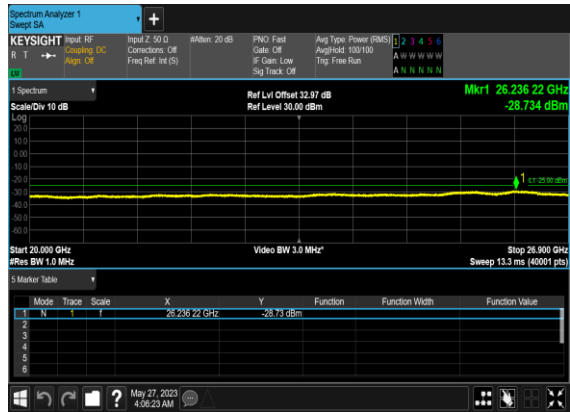 Spectrum Analyzer 1
Swept SA
KEYSIGHT
R T
Input: RF
Coupling: DC
Align: Off
Input Z: 50 Ω
Corrections: Off
Freq Ref: Int (S)
#Atten: 20 dB
PNO: Fast
Gate: Off
IF Gain: Low
Sig Track: Off
Avg Type: Power (RMS)
Avg|Hold: 100/100
Trig: Free Run
1 2 3 4 5 6
A W W W W W
A N N N N N
1 Spectrum
Scale/Div 10 dB
Ref Lvl Offset 32.97 dB
Ref Level 30.00 dBm
Mkr1 26.236 22 GHz
-28.734 dBm
Log
20.0
10.0
0.00
-10.0
-20.0
-30.0
-40.0
-50.0
-60.0
1
-25.00 dBm
Start 20.000 GHz
#Res BW 1.0 MHz
Video BW 3.0 MHz*
Stop 26.900 GHz
Sweep 13.3 ms (40001 pts)
5 Marker Table
Mode Trace Scale X Y Function Function Width Function Value
1 N 1 f 26.236 22 GHz -28.73 dBm
2
3
4
5
6
May 27, 2023
4:06:23 AM